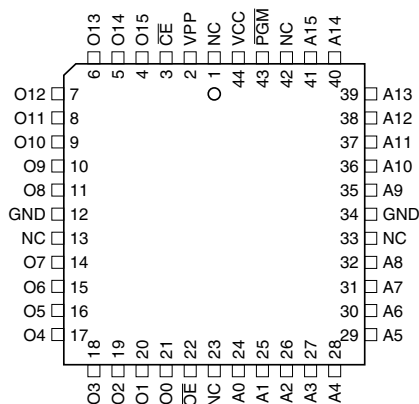 O13 O14 O15 CE VPP NC VCC PGM NC A15 A14
6 5 4 3 2 1 44 43 42 41 40
O12 7 39 A13
O11 8 38 A12
O10 9 37 A11
O9 10 36 A10
O8 11 35 A9
GND 12 34 GND
NC 13 33 NC
O7 14 32 A8
O6 15 31 A7
O5 16 30 A6
O4 17 29 A5
18 19 20 21 22 23 24 25 26 27 28
O3 O2 O1 O0 OE NC A0 A1 A2 A3 A4